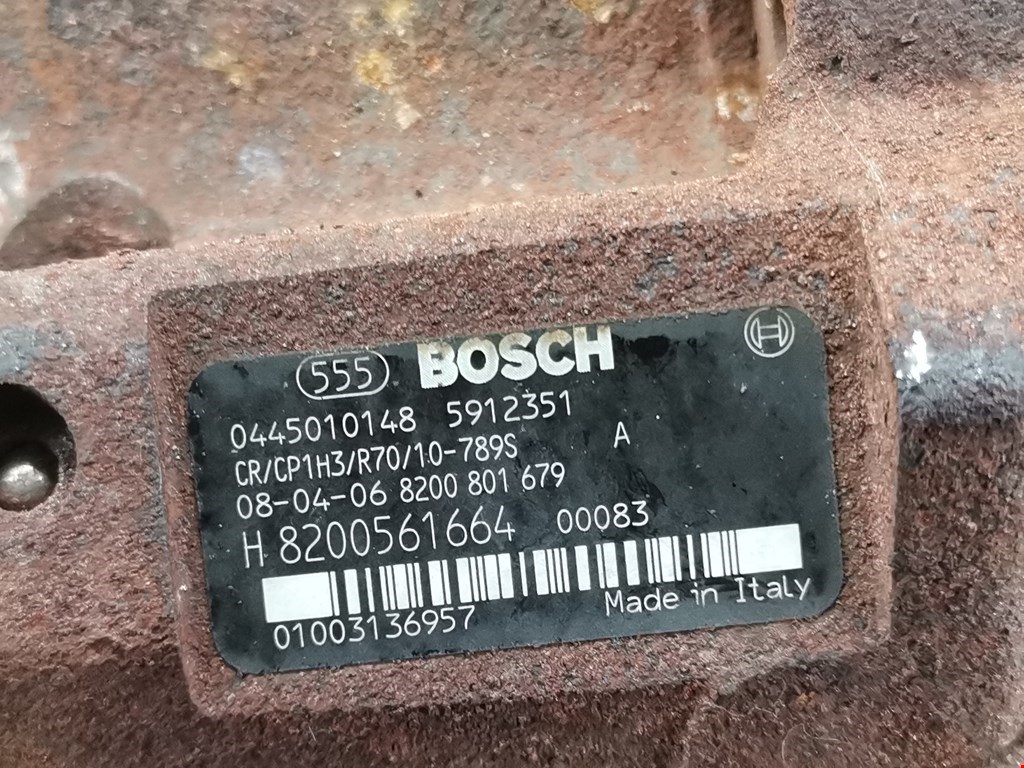 555 BOSCH
0445010148 5912351
CR/CP1H3/R70/10-789S A
08-04-06 8200 801 679
H 8200561664 00083
01003136957 Made in Italy